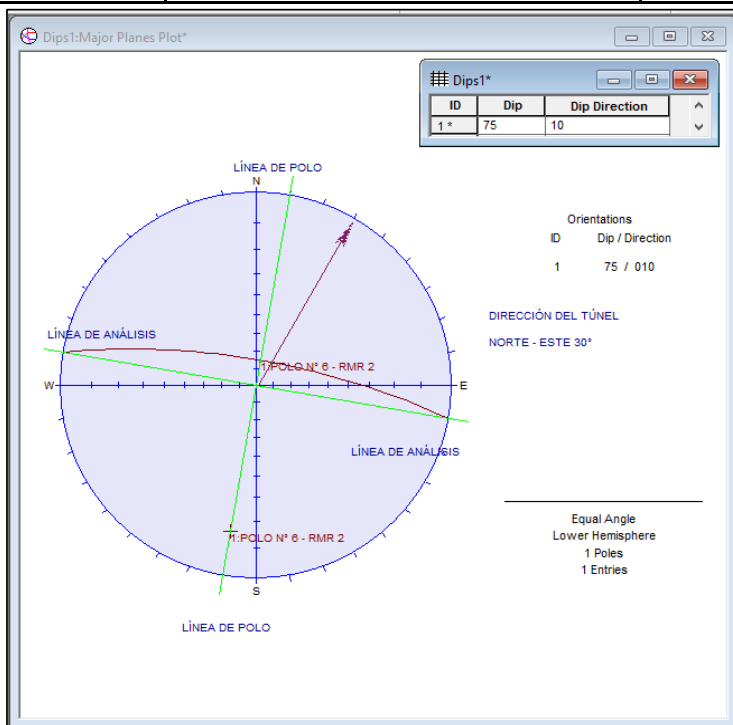 Dips1:Major Planes Plot*
Dips1*
ID Dip Dip Direction
1 * 75 10
LÍNEA DE POLO
N
Orientations
ID Dip / Direction
1 75 / 010
DIRECCIÓN DEL TÚNEL
NORTE - ESTE 30°
LÍNEA DE ANÁLISIS
1:POLO N° 6 - RMR 2
W
E
LÍNEA DE ANÁLISIS
1:POLO N° 6 - RMR 2
S
LÍNEA DE POLO
Equal Angle
Lower Hemisphere
1 Poles
1 Entries